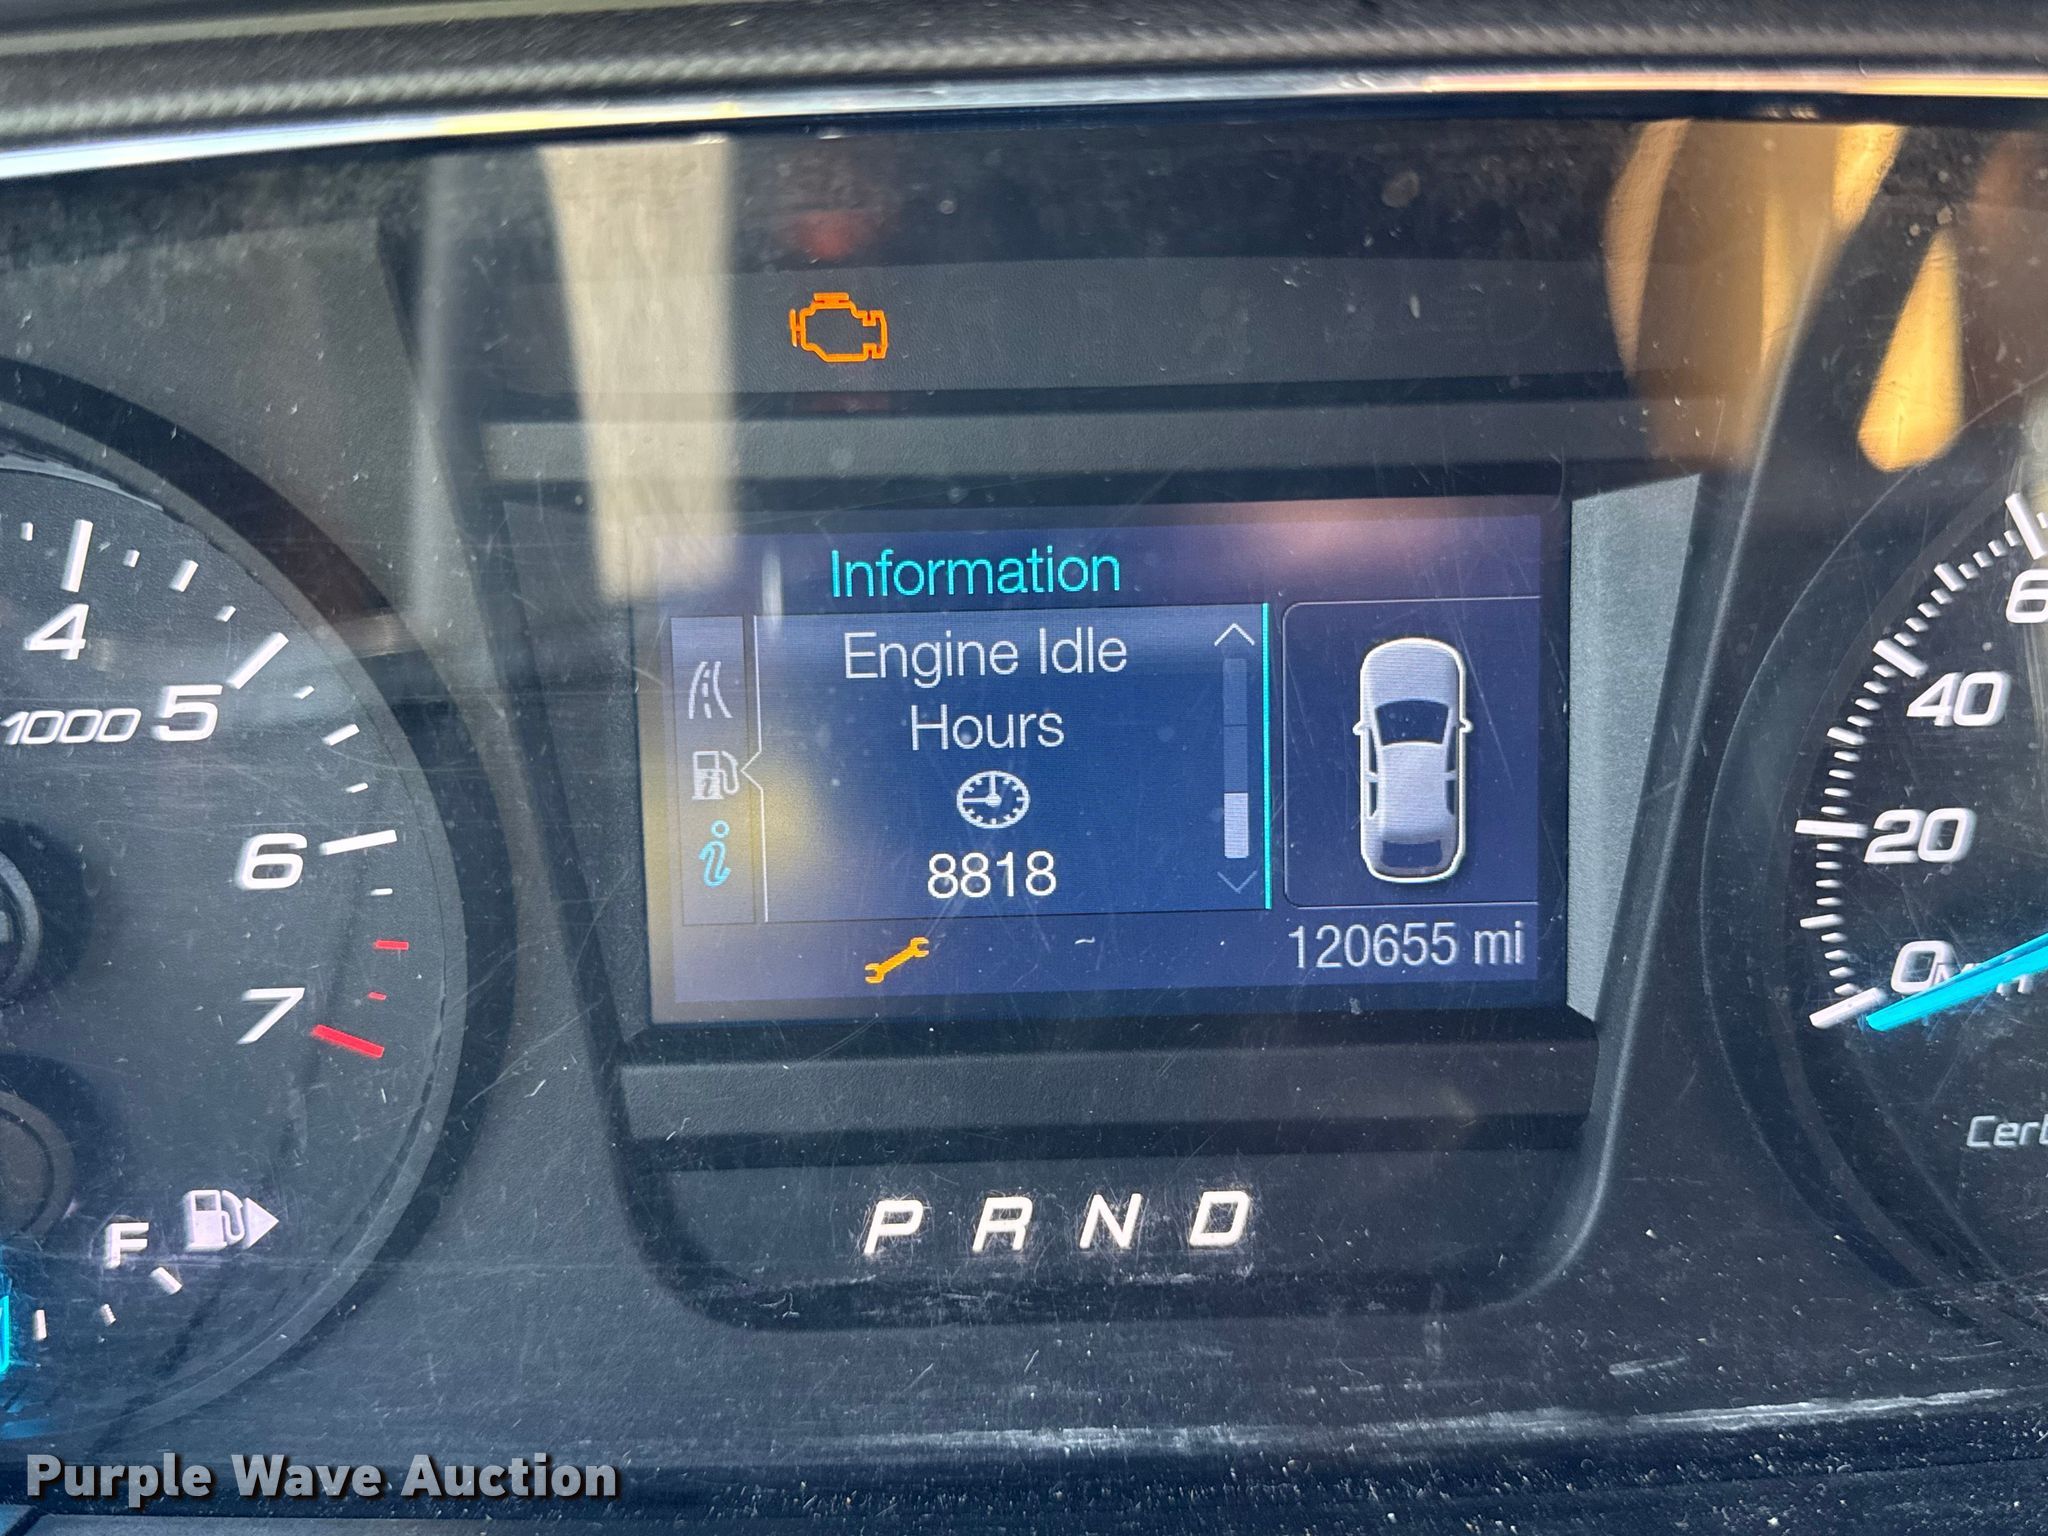 Information
Engine Idle
Hours
8818
120655 mi
4
1000 5
6
7
F
40
20
0
P R N D
Purple Wave Auction